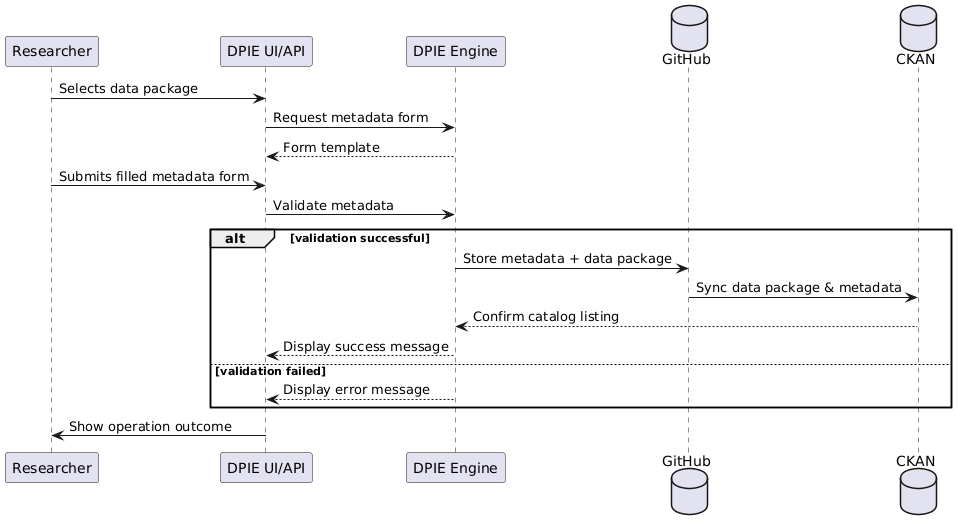 GitHub
CKAN
Researcher
DPIE UI/API
DPIE Engine
Selects data package
Request metadata form
Form template
Submits filled metadata form
Validate metadata
alt
[validation successful]
Store metadata + data package
Sync data package & metadata
Confirm catalog listing
Display success message
[validation failed]
Display error message
Show operation outcome
Researcher
DPIE UI/API
DPIE Engine
GitHub
CKAN